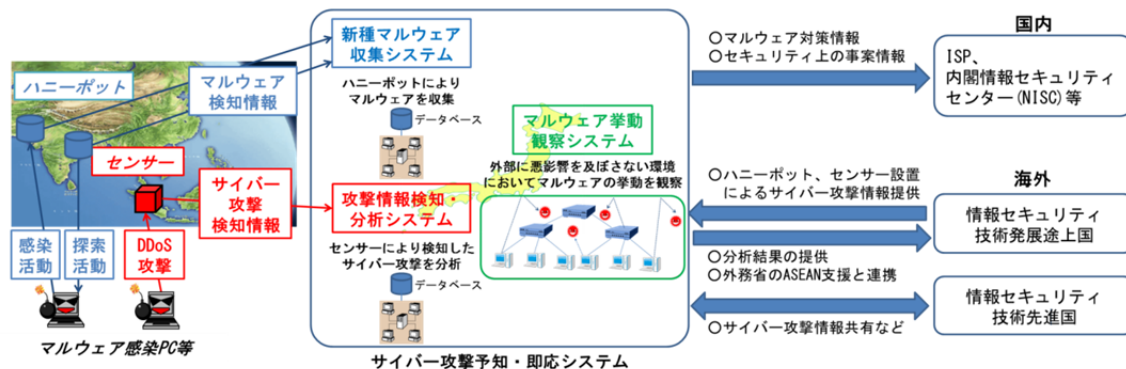 ハニーポット
マルウェア
検知情報
センサー
サイバー
攻撃
検知情報
感染
活動
探索
活動
DDoS
攻撃
マルウェア感染PC等
新種マルウェア
収集システム
ハニーポットにより
マルウェアを収集
データベース
マルウェア挙動
観察システム
外部に悪影響を及ぼさない環境
においてマルウェアの挙動を観察
攻撃情報検知・
分析システム
センサーにより検知した
サイバー攻撃を分析
データベース
サイバー攻撃予知・即応システム
○マルウェア対策情報
○セキュリティ上の事案情報
国内
ISP、
内閣情報セキュリティ
センター(NISC)等
○ハニーポット、センサー設置
によるサイバー攻撃情報提供
海外
情報セキュリティ
技術発展途上国
○分析結果の提供
○外務省のASEAN支援と連携
情報セキュリティ
技術先進国
○サイバー攻撃情報共有など